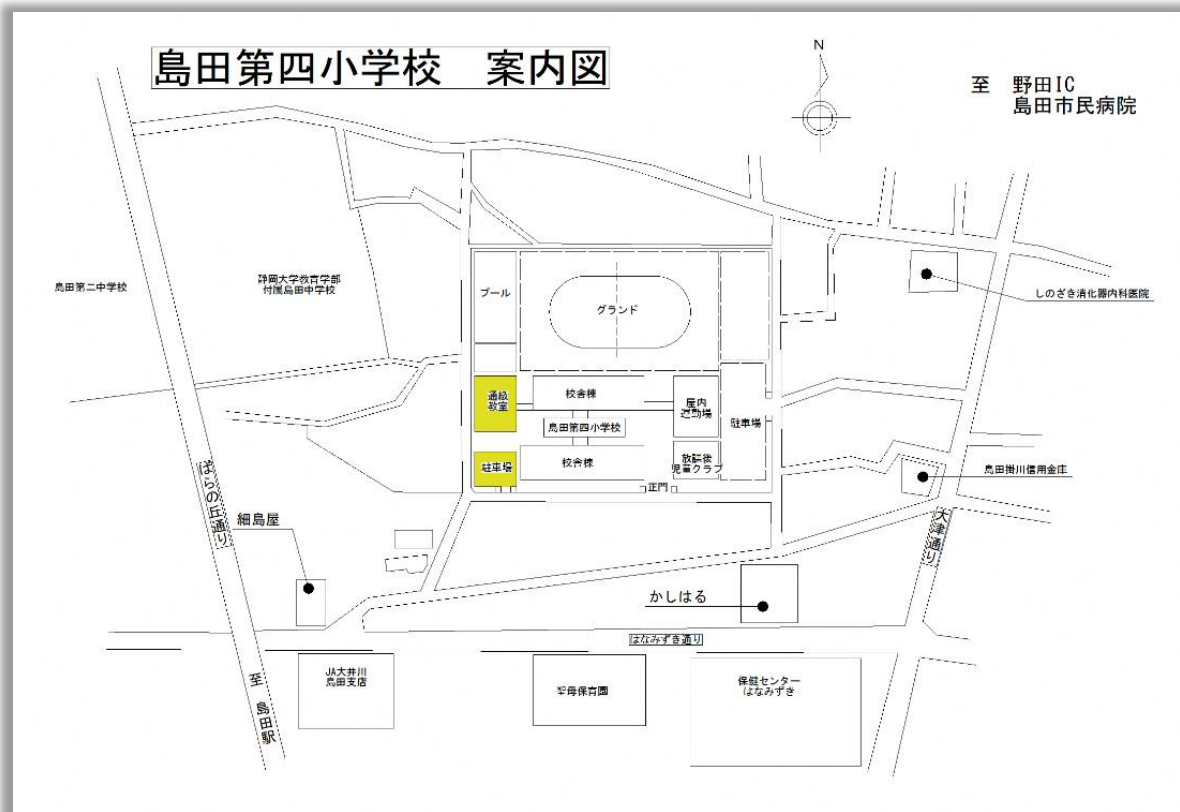 島田第四小学校 案内図
N
至 野田IC
島田市民病院
島田第二中学校
静岡大学教育学部
付属島田中学校
プール
グランド
しのざき消化器内科医院
通級
教室
校舎棟
屋内
運動場
駐車場
島田第四小学校
駐車場
校舎棟
放課後
児童クラブ
正門
島田掛川信用金庫
ばらの丘通り
大津通り
細島屋
かしはる
はなみずき通り
至 島田駅
JA大井川
島田支店
聖母保育園
保健センター
はなみずき